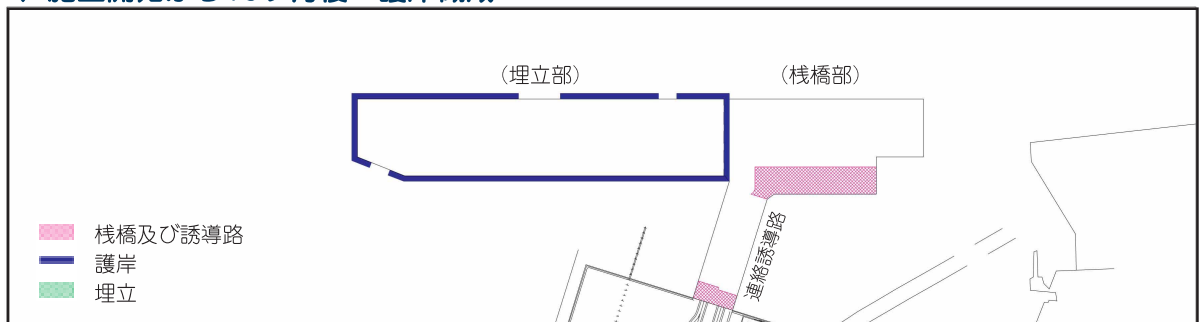 （埋立部）
（桟橋部）
連絡誘導路
桟橋及び誘導路
護岸
埋立